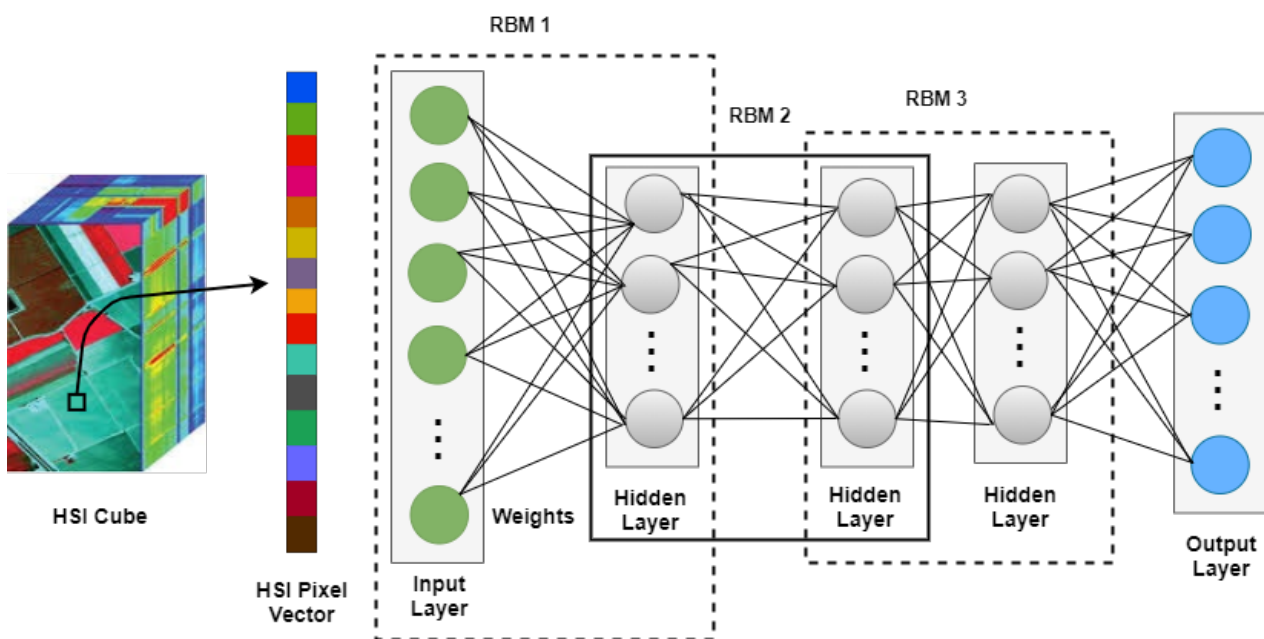 RBM 1
RBM 3
RBM 2
HSI Cube
HSI Pixel
Vector
Input
Layer
Weights
Hidden
Layer
Hidden
Layer
Hidden
Layer
Output
Layer